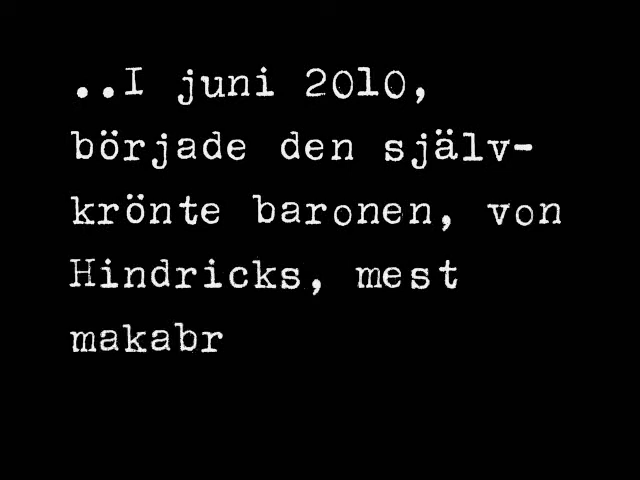 ..I juni 2010,
började den själv-
krönte baronen, von
Hindricks, mest
makabr